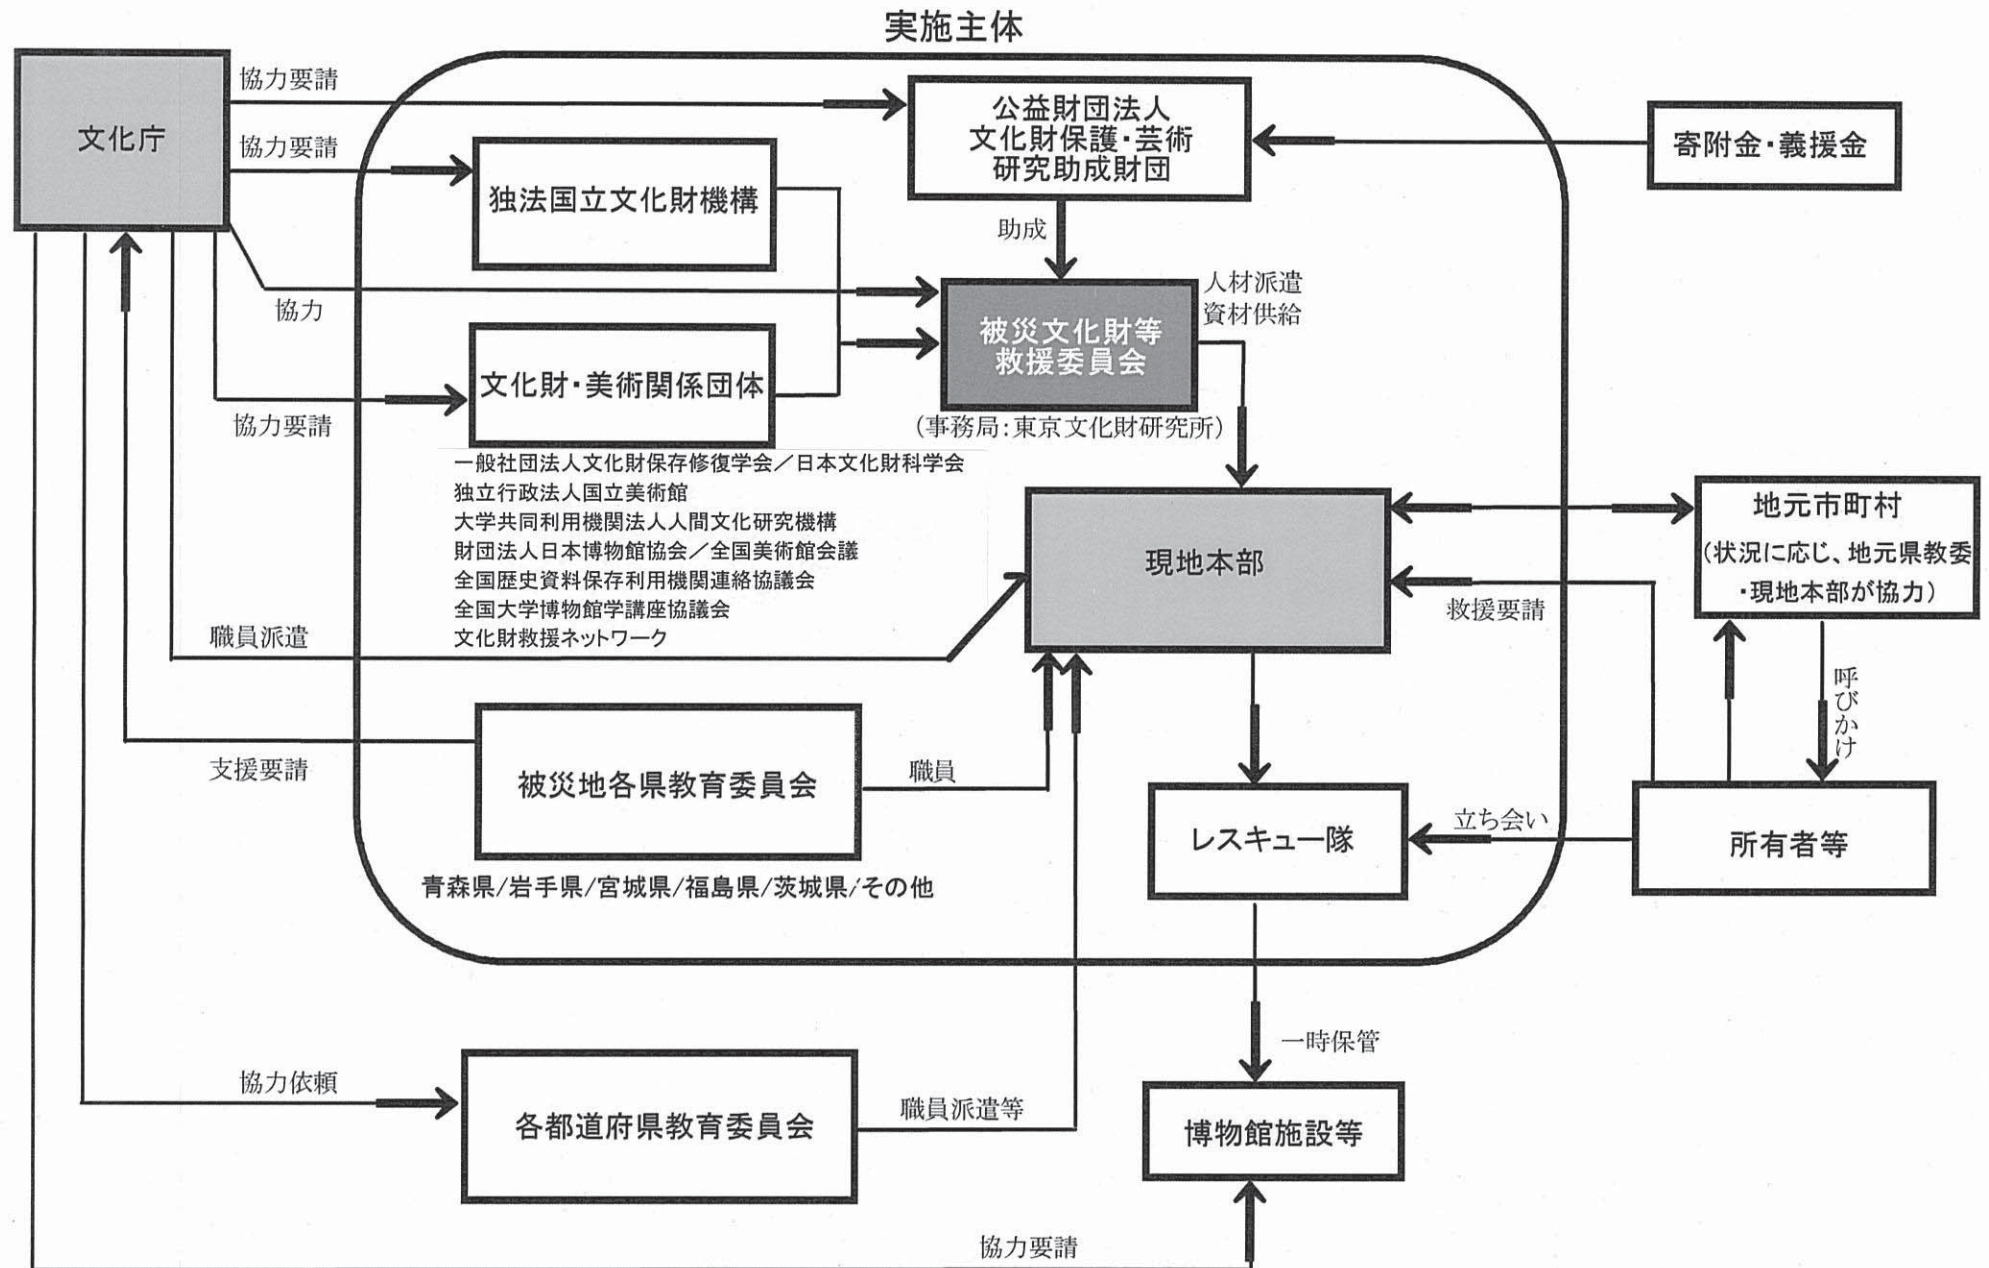 実施主体
文化庁
協力要請
公益財団法人
文化財保護・芸術
研究助成財団
寄附金・義援金
協力要請
独法国立文化財機構
助成
協力
被災文化財等
救援委員会
(事務局:東京文化財研究所)
人材派遣
資材供給
文化財・美術関係団体
協力要請
一般社団法人文化財保存修復学会/日本文化財科学会
独立行政法人国立美術館
大学共同利用機関法人人間文化研究機構
財団法人日本博物館協会/全国美術館会議
全国歴史資料保存利用機関連絡協議会
全国大学博物館学講座協議会
文化財救援ネットワーク
現地本部
地元市町村
(状況に応じ、地元県教委
・現地本部が協力)
救援要請
職員派遣
呼びかけ
支援要請
被災地各県教育委員会
職員
青森県/岩手県/宮城県/福島県/茨城県/その他
レスキュー隊
立ち会い
所有者等
一時保管
協力依頼
各都道府県教育委員会
職員派遣等
博物館施設等
協力要請